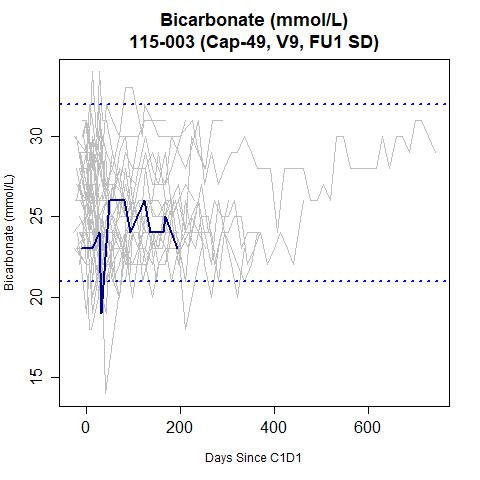 Bicarbonate (mmol/L)
115-003 (Cap-49, V9, FU1 SD)
Bicarbonate (mmol/L)
30
25
20
15
0
200
400
600
Days Since C1D1